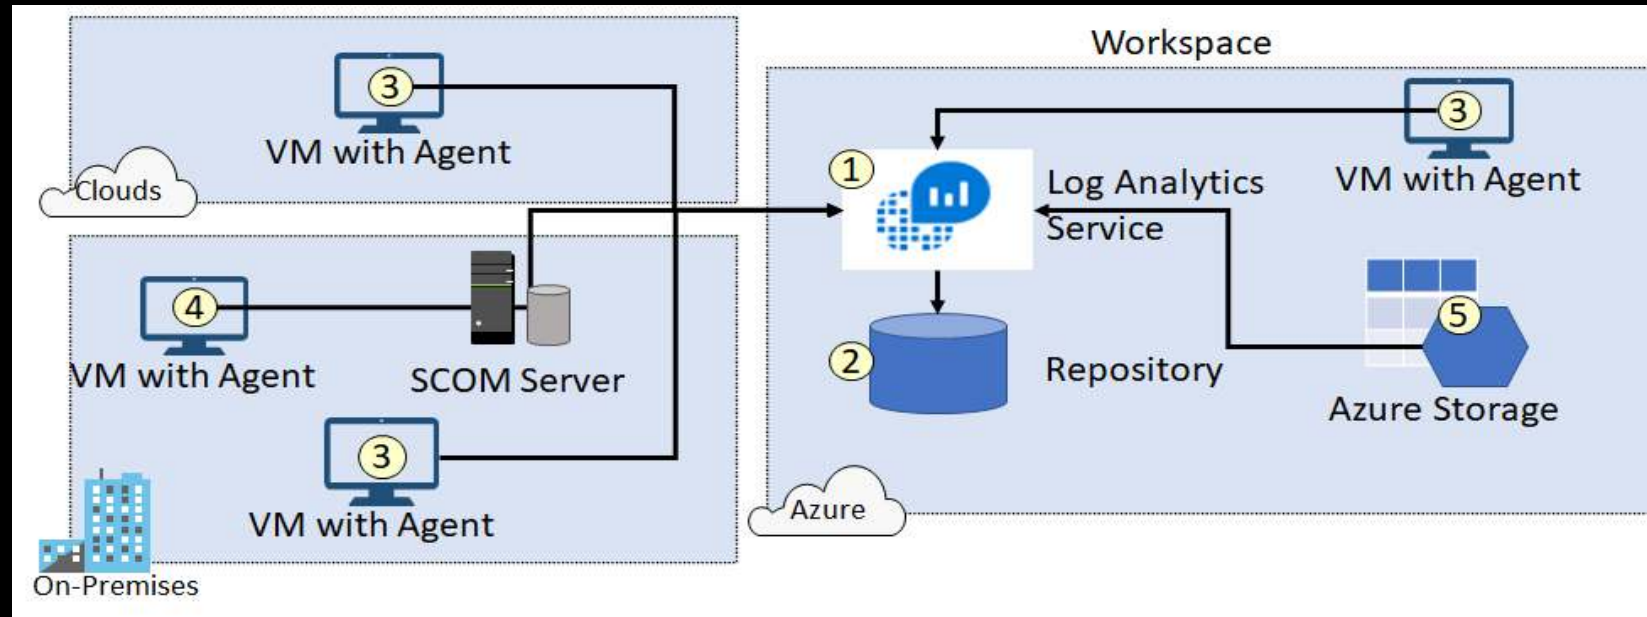 Workspace
3
VM with Agent
Clouds
1
Log Analytics
Service
3
VM with Agent
4
VM with Agent
SCOM Server
2
Repository
5
Azure Storage
3
VM with Agent
Azure
On-Premises